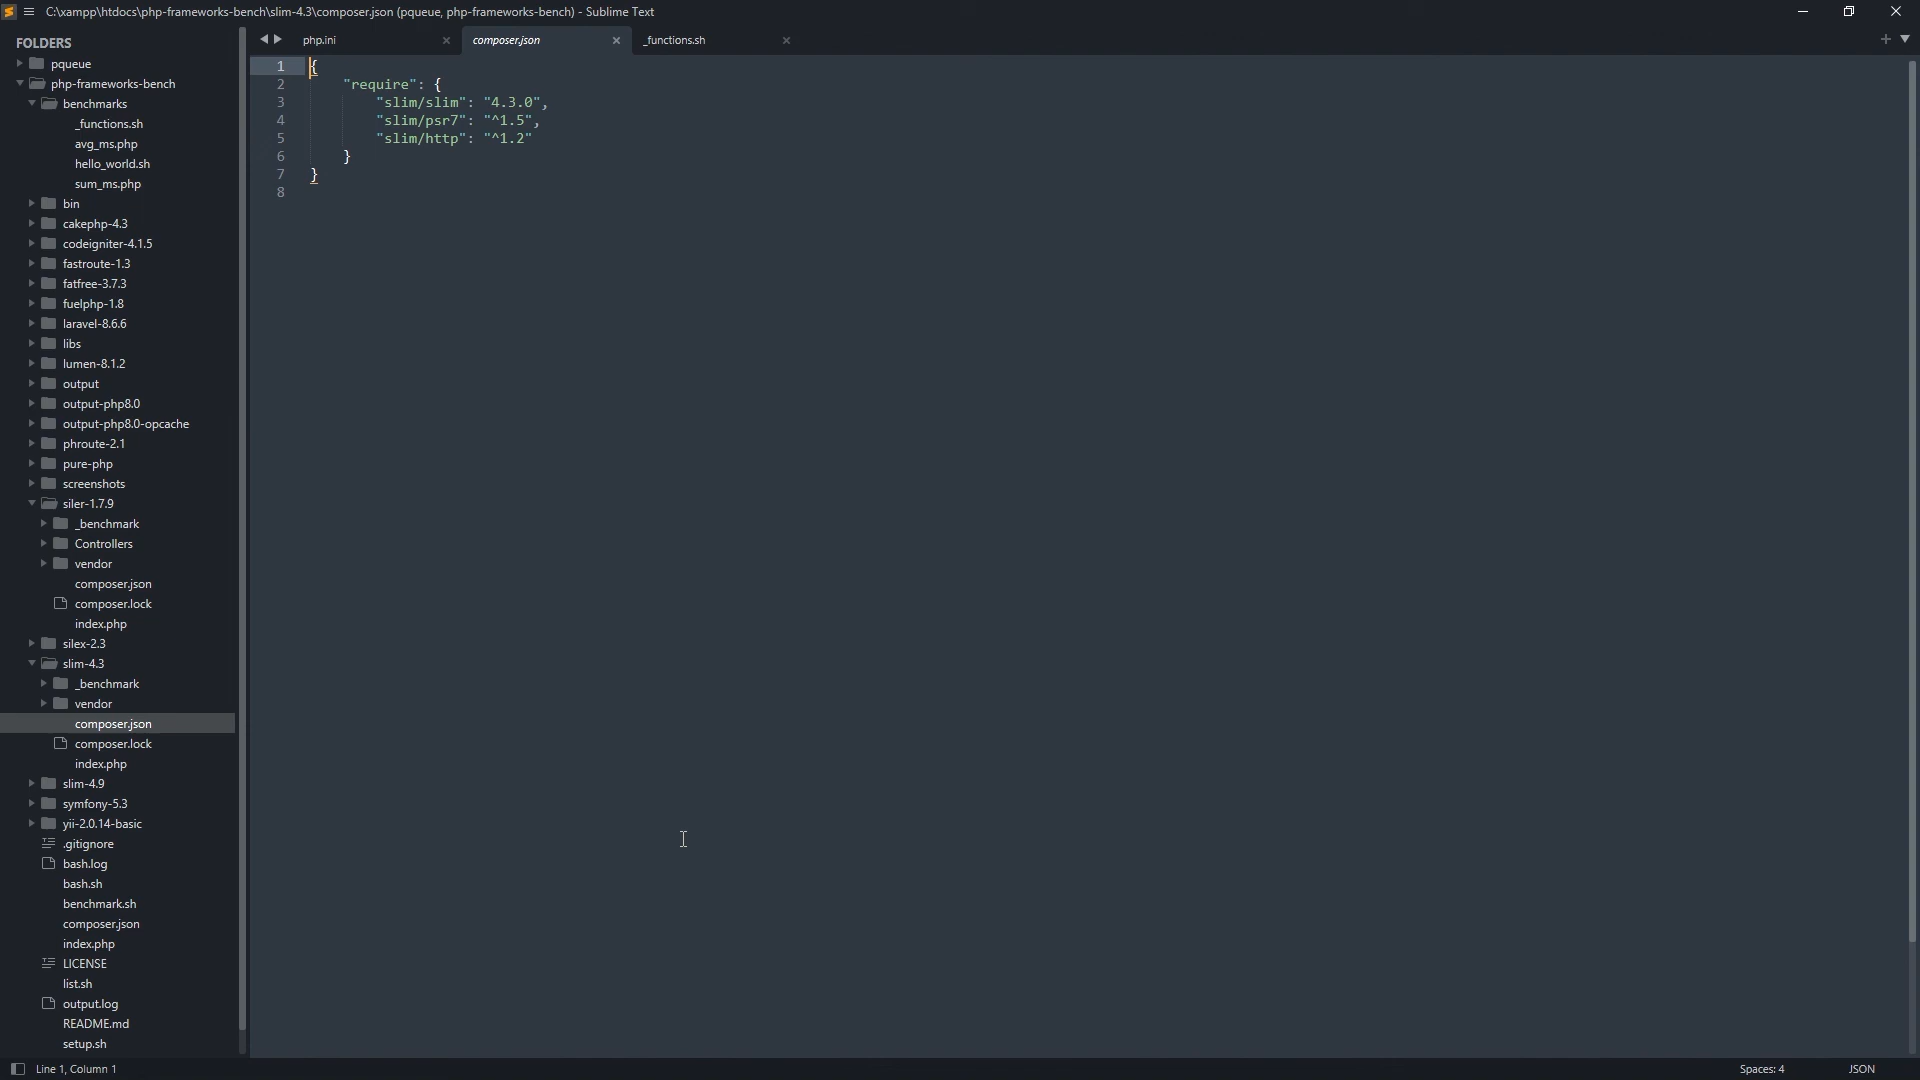 C:\xampp\htdocs\php-frameworks-bench\slim-4.3\composer.json (pqueue, php-frameworks-bench) - Sublime Text
FOLDERS
pqueue
php-frameworks-bench
benchmarks
_functions.sh
avg_ms.php
hello_world.sh
sum_ms.php
bin
cakephp-4.3
codeigniter-4.1.5
fastroute-1.3
fatfree-3.7.3
fuelphp-1.8
laravel-8.6.6
libs
lumen-8.1.2
output
output-php8.0
output-php8.0-opcache
phroute-2.1
pure-php
screenshots
siler-1.7.9
_benchmark
Controllers
vendor
composer.json
composer.lock
index.php
silex-2.3
slim-4.3
_benchmark
vendor
composer.json
composer.lock
index.php
slim-4.9
symfony-5.3
yii-2.0.14-basic
.gitignore
bash.log
bash.sh
benchmark.sh
composer.json
index.php
LICENSE
list.sh
output.log
README.md
setup.sh
php.ini
composer.json
_functions.sh
1 {
2 "require": {
3 "slim/slim": "4.3.0",
4 "slim/psr7": "^1.5",
5 "slim/http": "^1.2"
6 }
7 }
8
Line 1, Column 1
Spaces: 4
JSON